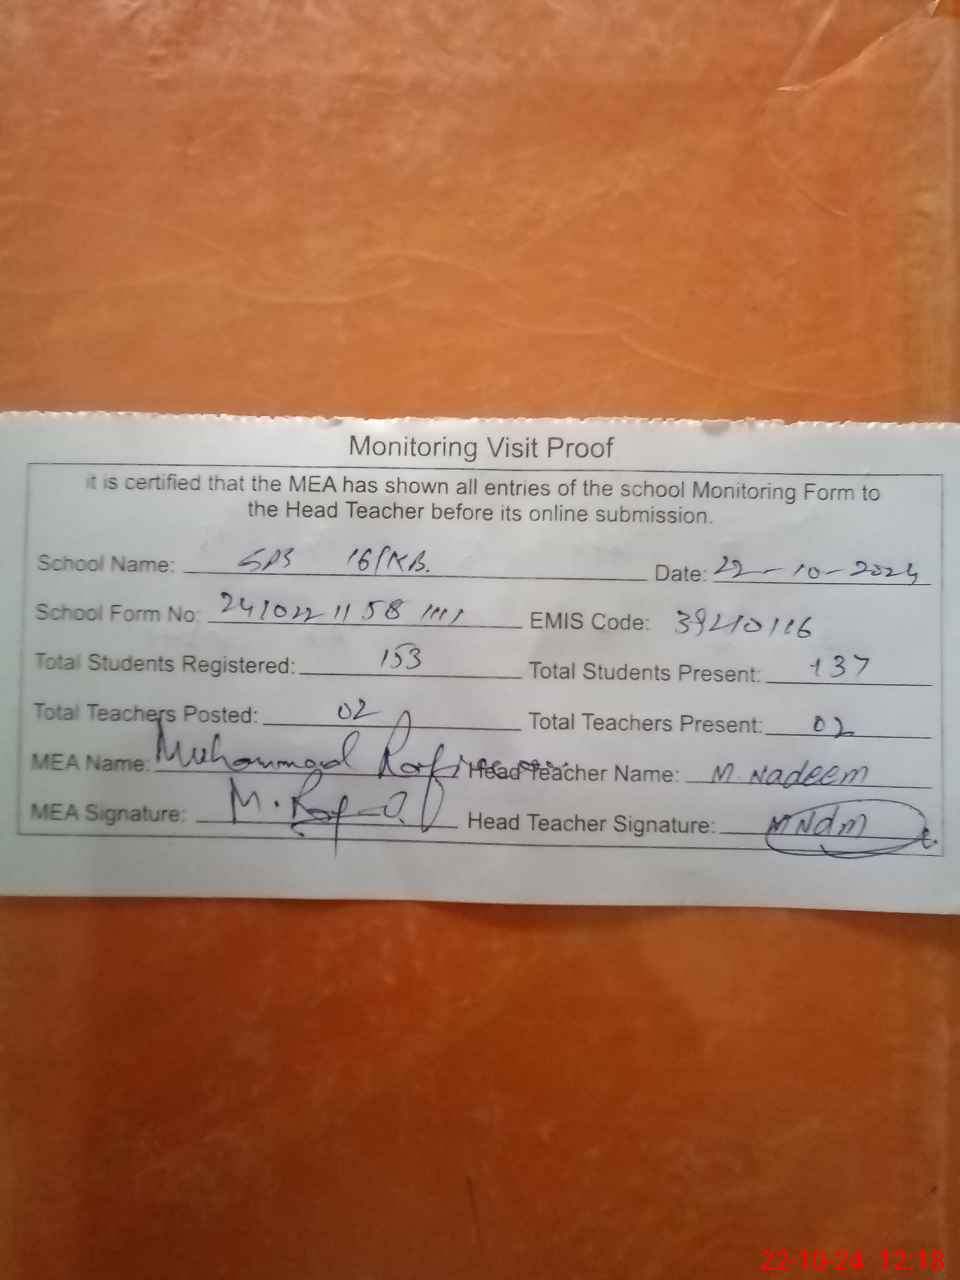 Monitoring Visit Proof
it is certified that the MEA has shown all entries of the school Monitoring Form to
the Head Teacher before its online submission.
School Name: GPS 16/KB. Date: 22-10-2024
School Form No: 241022 11 58 1111 EMIS Code: 39210116
Total Students Registered: 153 Total Students Present: 137
Total Teachers Posted: 02 Total Teachers Present: 02
MEA Name: Muhammad Head Teacher Name: M. Nadeem
MEA Signature: M. Head Teacher Signature: MNdm
22-10-24 12:18